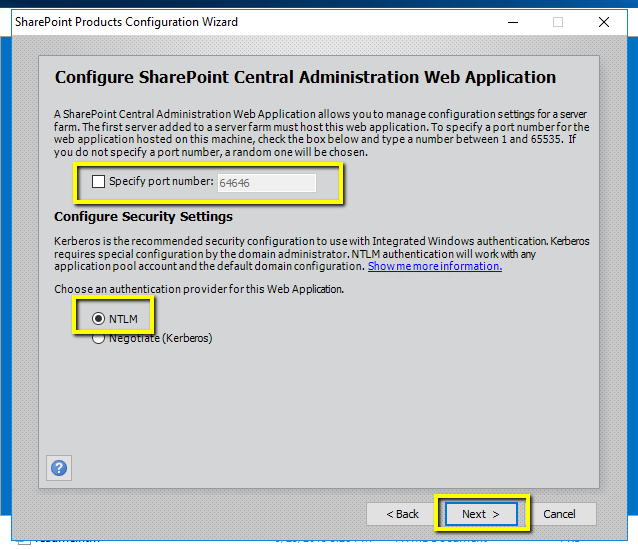 SharePoint Products Configuration Wizard
Configure SharePoint Central Administration Web Application
A SharePoint Central Administration Web Application allows you to manage configuration settings for a server
farm. The first server added to a server farm must host this web application. To specify a port number for the
web application hosted on this machine, check the box below and type a number between 1 and 65535. If
you do not specify a port number, a random one will be chosen.
Specify port number: 64646
Configure Security Settings
Kerberos is the recommended security configuration to use with Integrated Windows authentication. Kerberos
requires special configuration by the domain administrator. NTLM authentication will work with any
application pool account and the default domain configuration. Show me more information.
Choose an authentication provider for this Web Application.
NTLM
Negotiate (Kerberos)
?
< Back Next > Cancel